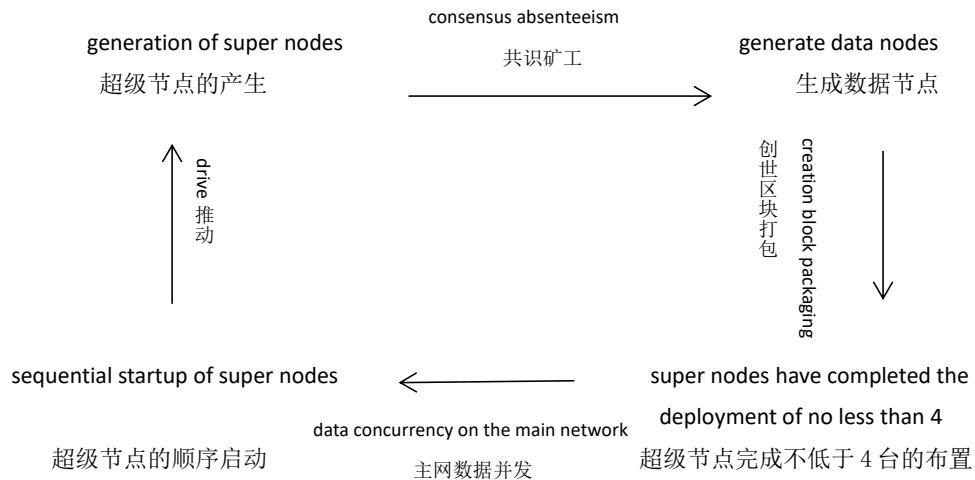 consensus absenteeism
共识矿工
generation of super nodes
超级节点的产生
generate data nodes
生成数据节点
drive 推动
创世区块打包
creation block packaging
sequential startup of super nodes
超级节点的顺序启动
data concurrency on the main network
主网数据并发
super nodes have completed the
deployment of no less than 4
超级节点完成不低于 4 台的布置